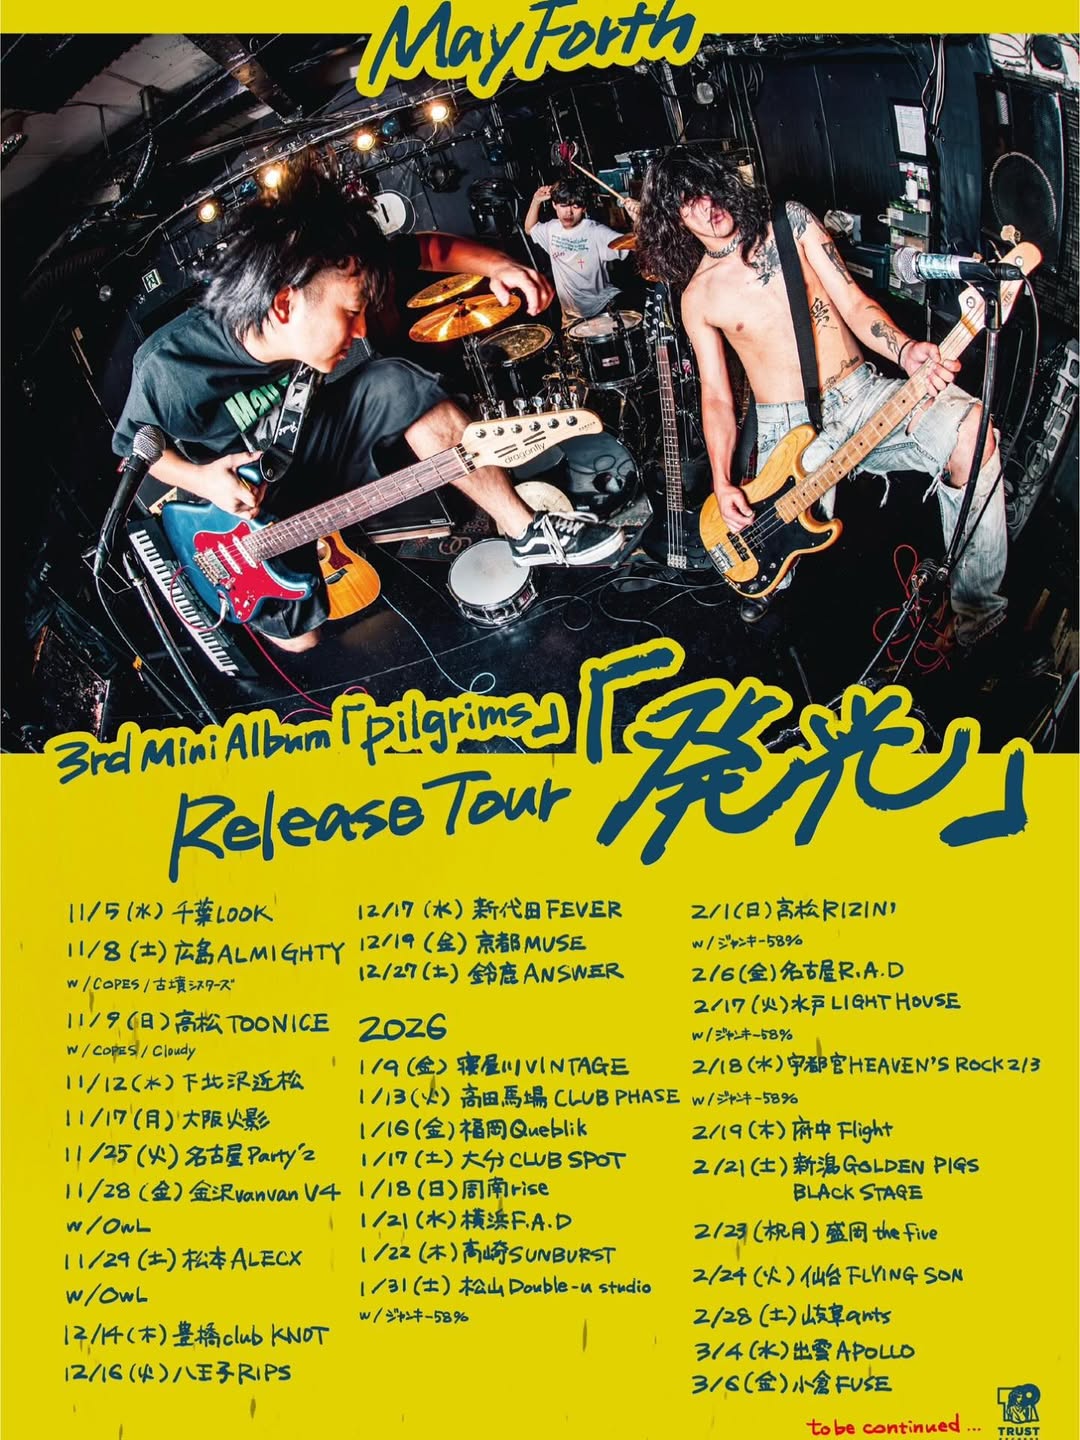 May Forth
dragonfly
3rd Mini Album「pilgrims」
Release Tour「発光」
11/5(水)千葉LOOK
11/8(土)広島ALMIGHTY
w/COPES/古墳シスターズ
11/9(日)高松TOONICE
w/COPES/Cloudy
11/12(水)下北沢近松
11/17(月)大阪火影
11/25(火)名古屋Party'z
11/28(金)金沢vanvanV4
w/OwL
11/29(土)松本ALECX
w/OwL
12/14(木)豊橋club KNOT
12/16(火)八王子RIPS
12/17(水)新代田FEVER
12/19(金)京都MUSE
12/27(土)鈴鹿ANSWER
2026
1/9(金)寝屋川VINTAGE
1/13(火)高田馬場CLUB PHASE
1/16(金)福岡Queblik
1/17(土)大分CLUB SPOT
1/18(日)周南rise
1/21(水)横浜F.A.D
1/22(木)高崎SUNBURST
1/31(土)松山Double-u studio
w/ジャンキー58%
2/1(日)高松RIZIN'
w/ジャンキー58%
2/6(金)名古屋R.A.D
2/17(火)水戸LIGHT HOUSE
w/ジャンキー58%
2/18(水)宇都宮HEAVEN'S ROCK 2/3
w/ジャンキー58%
2/19(木)府中Flight
2/21(土)新潟GOLDEN PIGS
BLACK STAGE
2/23(祝月)盛岡the five
2/24(火)仙台FLYING SON
2/28(土)岐阜ants
3/4(水)出雲APOLLO
3/6(金)小倉FUSE
to be continued...
TR
TRUST